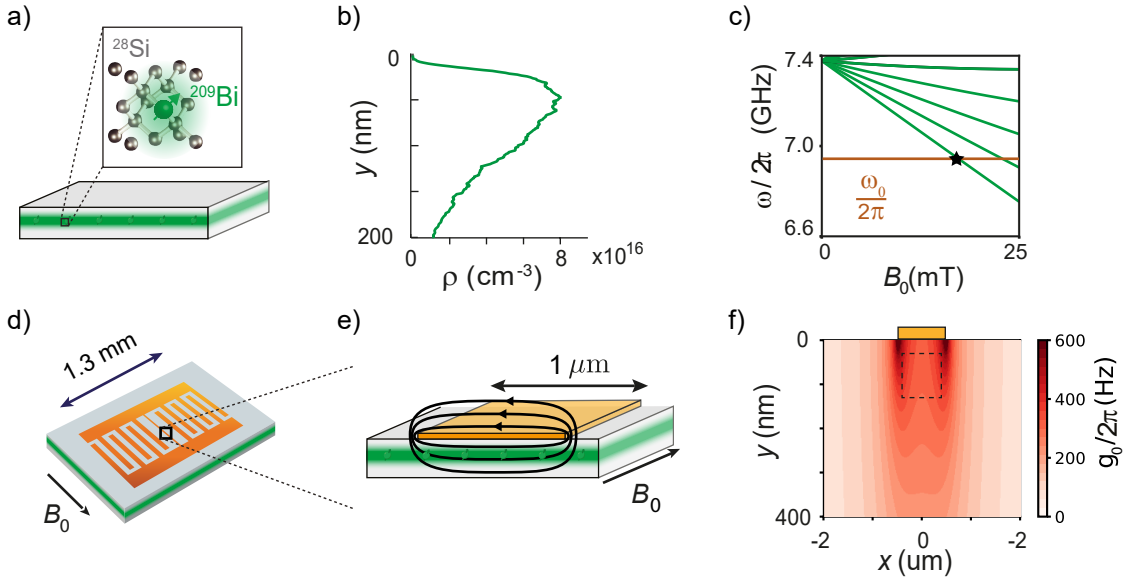 a)
²⁸Si
²⁰⁹Bi
b)
0
y (nm)
200
0
8
x10¹⁶
ρ (cm⁻³)
c)
7.4
7.0
6.6
ω/2π (GHz)
ω₀
2π
0
25
B₀(mT)
d)
1.3 mm
B₀
e)
1 μm
B₀
f)
0
y (nm)
400
-2
0
-2
x (um)
600
400
200
0
g₀/2π (Hz)